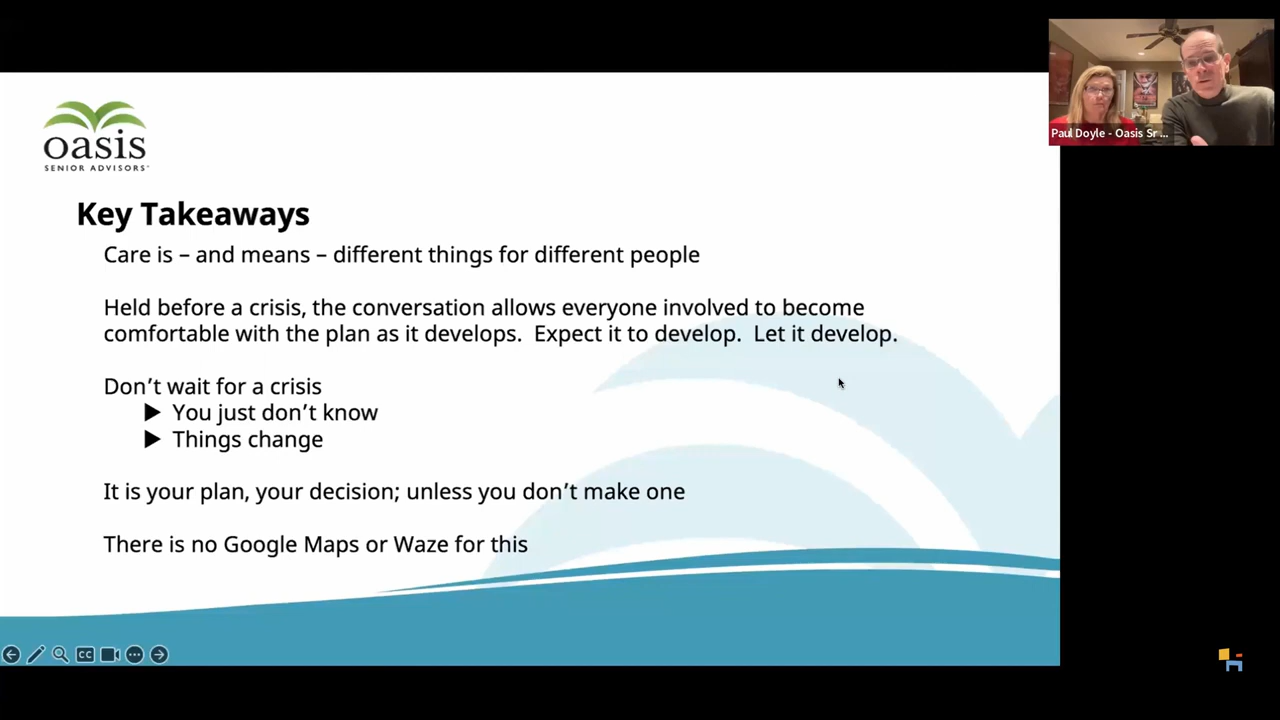 oasis
SENIOR ADVISORS
Paul Doyle - Oasis Sr ...
Key Takeaways
Care is – and means – different things for different people
Held before a crisis, the conversation allows everyone involved to become
comfortable with the plan as it develops.  Expect it to develop.  Let it develop.
Don’t wait for a crisis
▶ You just don’t know
▶ Things change
It is your plan, your decision; unless you don’t make one
There is no Google Maps or Waze for this
CC